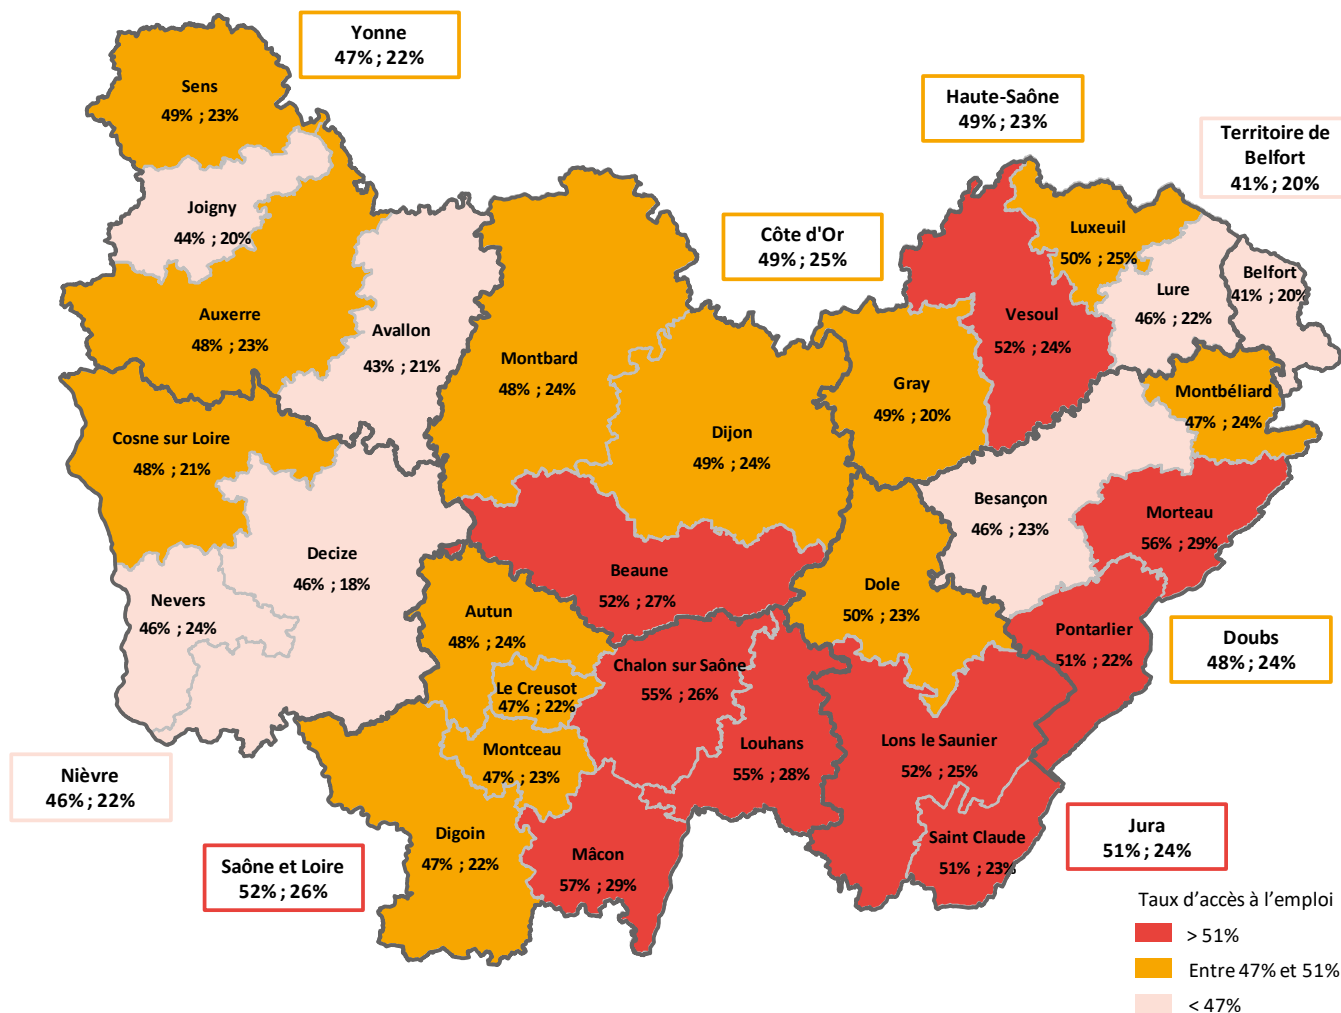 Yonne
47% ; 22%
Sens
49% ; 23%
Haute-Saône
49% ; 23%
Territoire de
Belfort
41% ; 20%
Joigny
44% ; 20%
Côte d'Or
49% ; 25%
Luxeuil
50% ; 25%
Belfort
41% ; 20%
Lure
46% ; 22%
Auxerre
48% ; 23%
Avallon
43% ; 21%
Vesoul
52% ; 24%
Montbard
48% ; 24%
Gray
49% ; 20%
Montbéliard
47% ; 24%
Cosne sur Loire
48% ; 21%
Dijon
49% ; 24%
Besançon
46% ; 23%
Morteau
56% ; 29%
Decize
46% ; 18%
Beaune
52% ; 27%
Dole
50% ; 23%
Nevers
46% ; 24%
Autun
48% ; 24%
Pontarlier
51% ; 22%
Doubs
48% ; 24%
Chalon sur Saône
55% ; 26%
Le Creusot
47% ; 22%
Montceau
47% ; 23%
Louhans
55% ; 28%
Lons le Saunier
52% ; 25%
Nièvre
46% ; 22%
Digoin
47% ; 22%
Saint Claude
51% ; 23%
Jura
51% ; 24%
Saône et Loire
52% ; 26%
Mâcon
57% ; 29%
Taux d’accès à l’emploi
> 51%
Entre 47% et 51%
< 47%